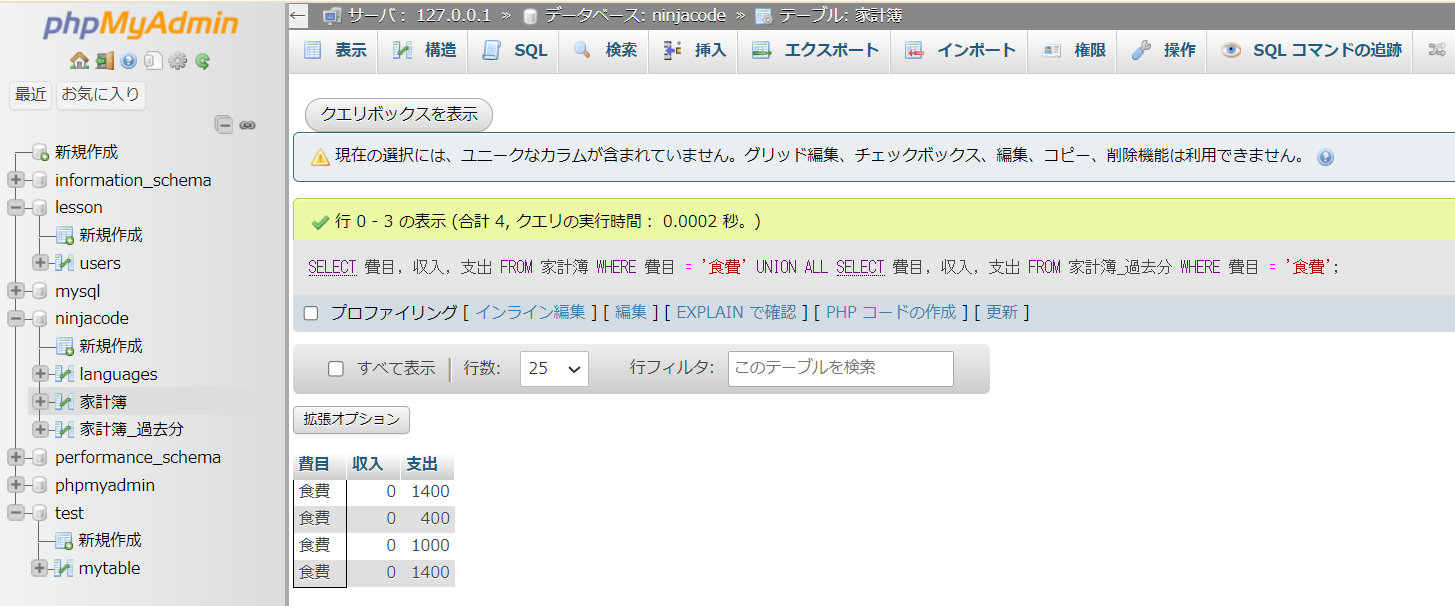 phpMyAdmin
最近 お気に入り
新規作成
information_schema
lesson
新規作成
users
mysql
ninjacode
新規作成
languages
家計簿
家計簿_過去分
performance_schema
phpmyadmin
test
新規作成
mytable
サーバ： 127.0.0.1 » データベース: ninjacode » テーブル: 家計簿
表示 構造 SQL 検索 挿入 エクスポート インポート 権限 操作 SQL コマンドの追跡
クエリボックスを表示
現在の選択には、ユニークなカラムが含まれていません。グリッド編集、チェックボックス、編集、コピー、削除機能は利用できません。
行 0 - 3 の表示 (合計 4, クエリの実行時間： 0.0002 秒。)
SELECT 費目, 収入, 支出 FROM 家計簿 WHERE 費目 = '食費' UNION ALL SELECT 費目, 収入, 支出 FROM 家計簿_過去分 WHERE 費目 = '食費';
プロファイリング [ インライン編集 ] [ 編集 ] [ EXPLAIN で確認 ] [ PHP コードの作成 ] [ 更新 ]
すべて表示 | 行数: 25 行フィルタ: このテーブルを検索
拡張オプション
費目 収入 支出
食費 0 1400
食費 0 400
食費 0 1000
食費 0 1400